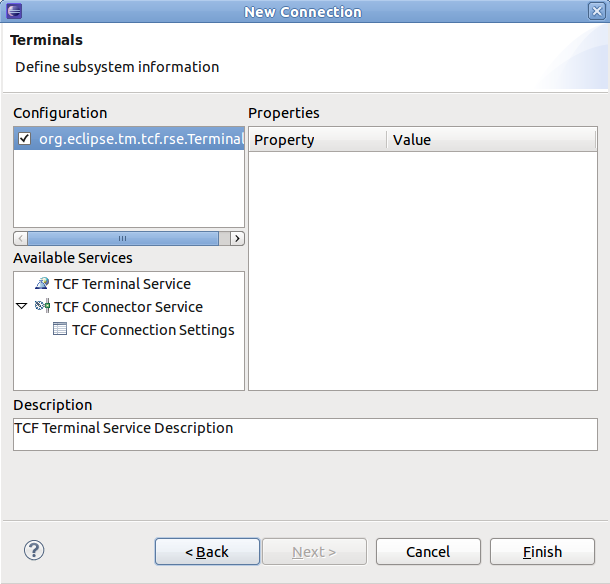 New Connection
Terminals
Define subsystem information
Configuration
Properties
org.eclipse.tm.tcf.rse.Terminal
Property Value
Available Services
TCF Terminal Service
TCF Connector Service
TCF Connection Settings
Description
TCF Terminal Service Description
? < Back Next > Cancel Finish